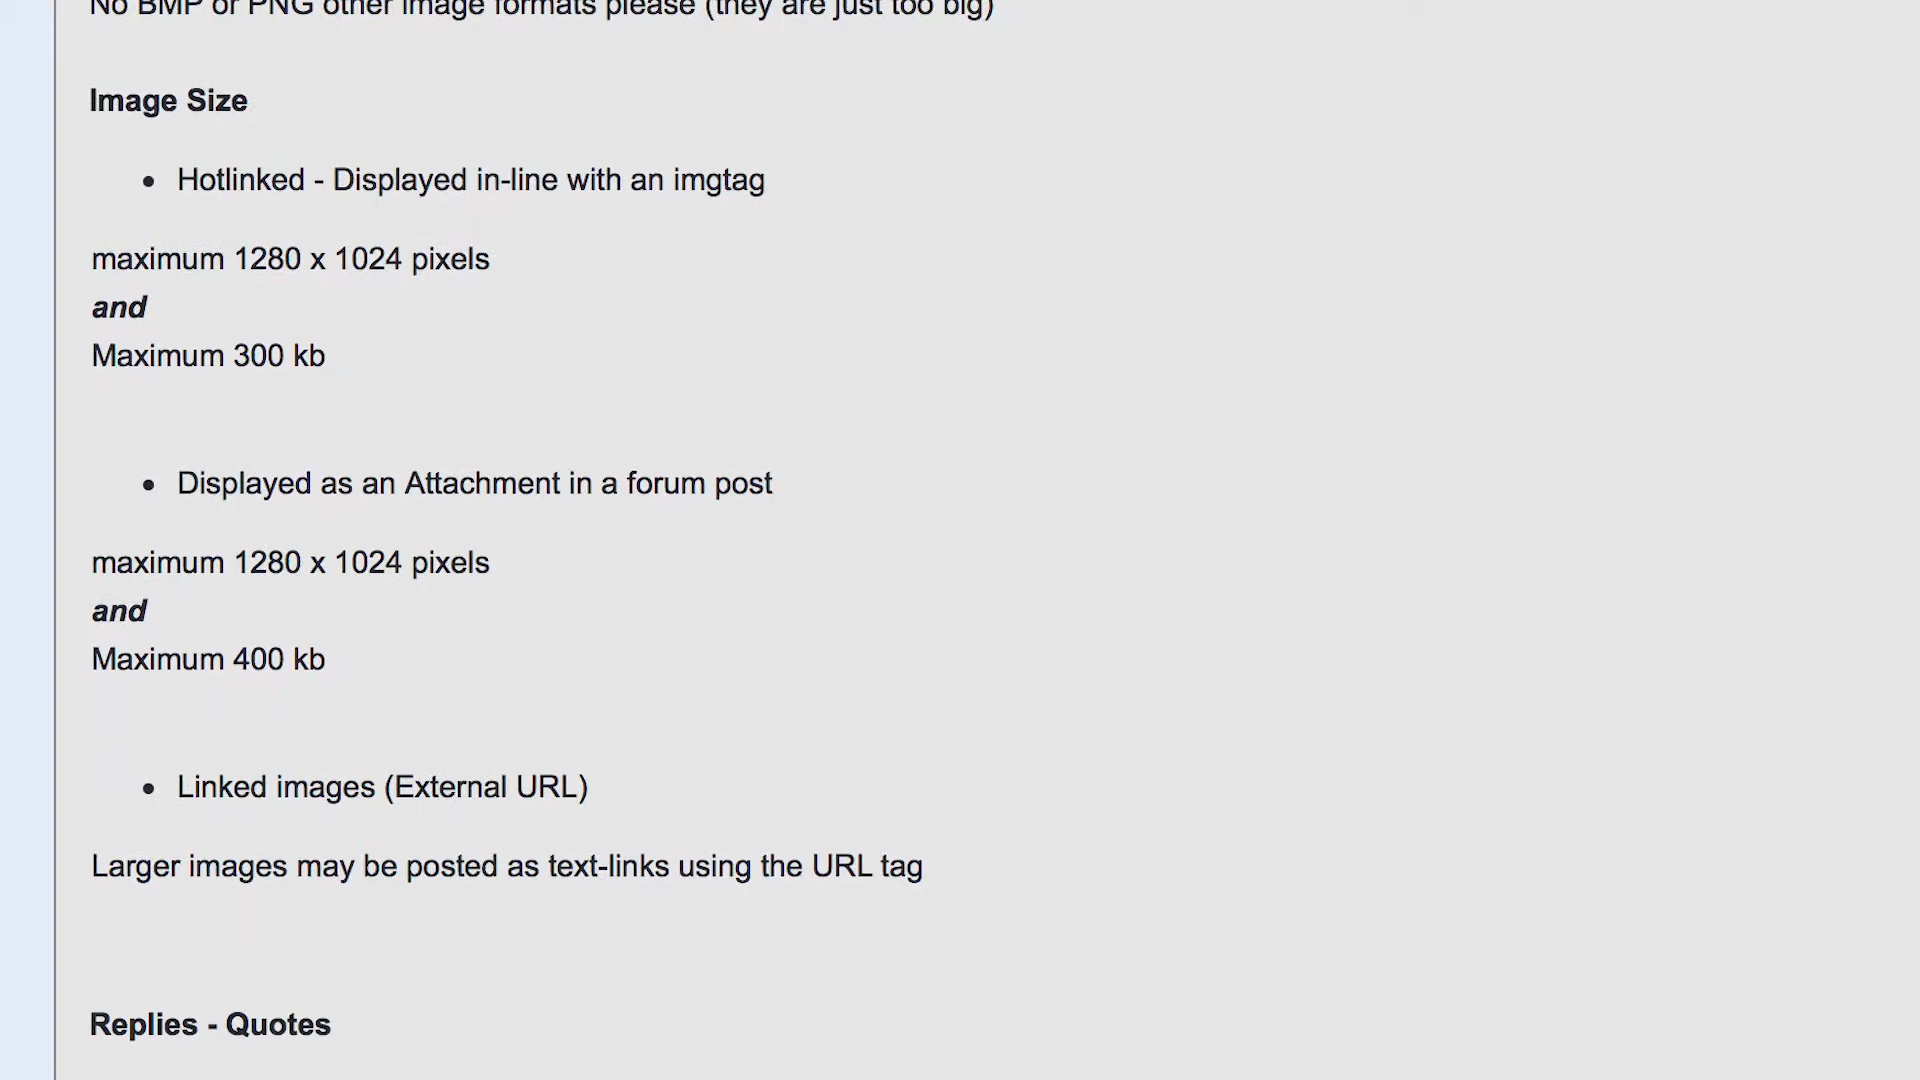 No BMP or PNG other image formats please (they are just too big)
Image Size
• Hotlinked - Displayed in-line with an imgtag
maximum 1280 x 1024 pixels
and
Maximum 300 kb
• Displayed as an Attachment in a forum post
maximum 1280 x 1024 pixels
and
Maximum 400 kb
• Linked images (External URL)
Larger images may be posted as text-links using the URL tag
Replies - Quotes